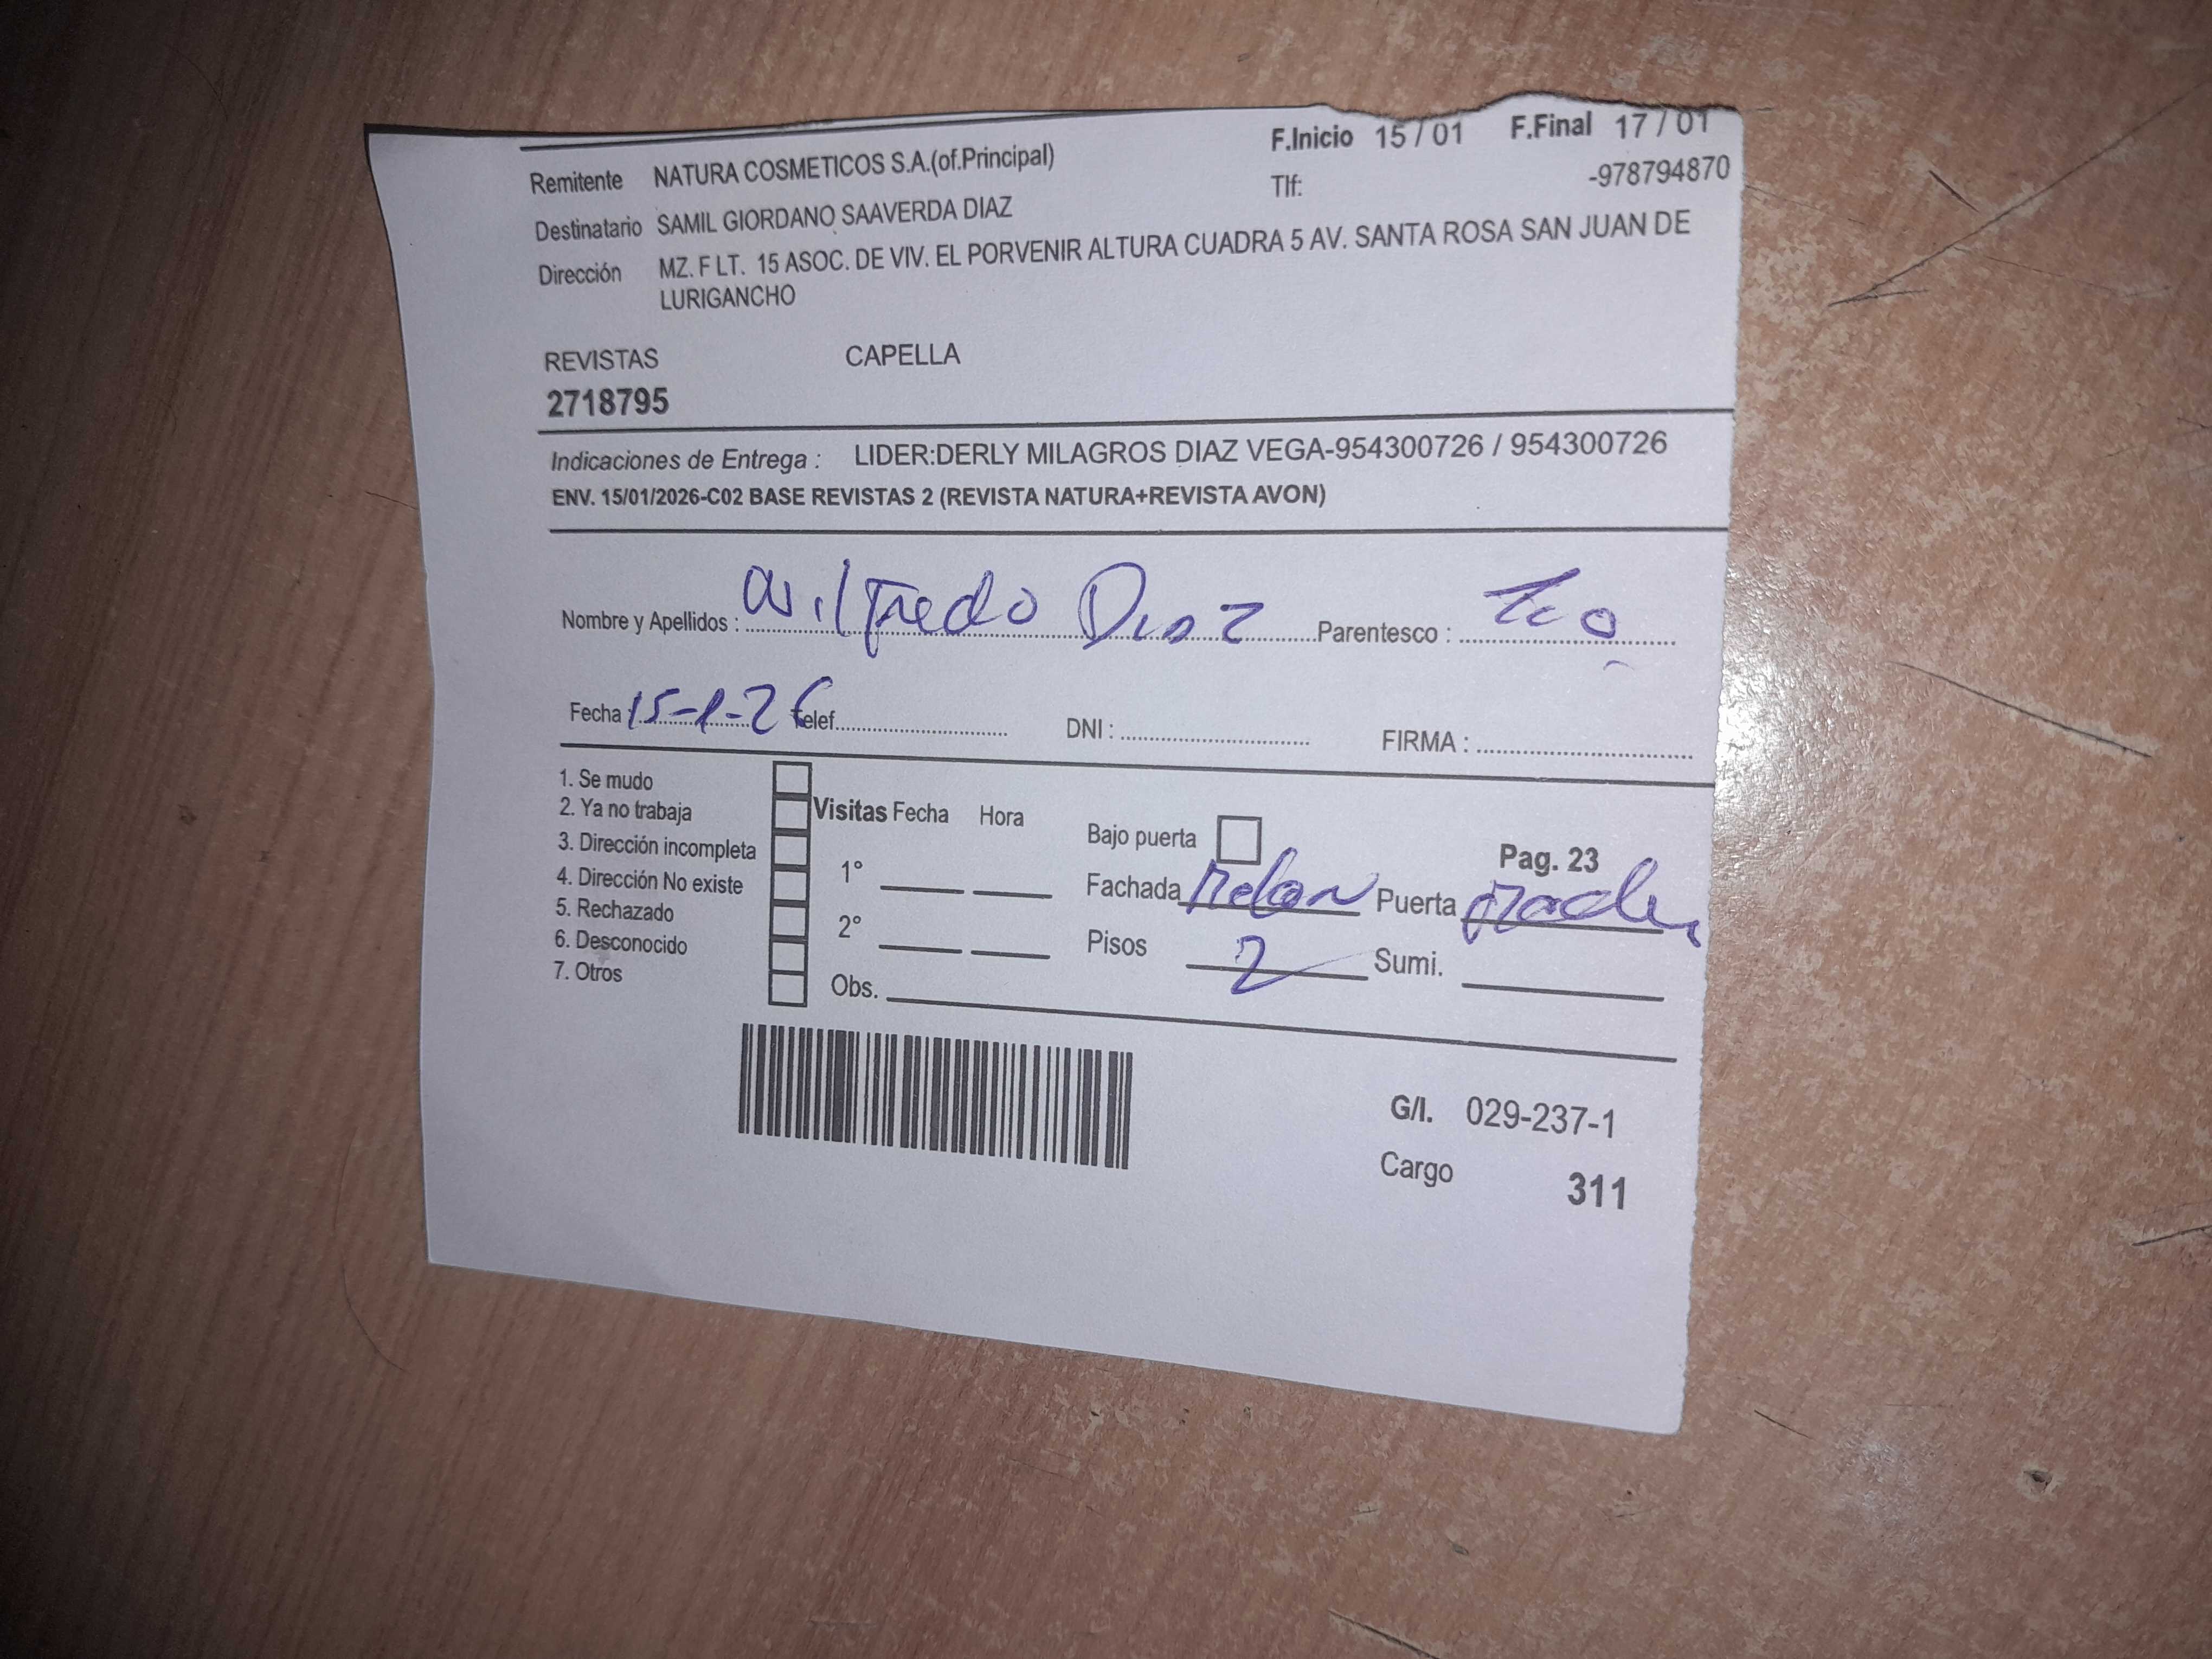 F.Inicio 15 / 01 F.Final 17 / 01
Remitente NATURA COSMETICOS S.A.(of.Principal) Tlf: -978794870
Destinatario SAMIL GIORDANO SAAVERDA DIAZ
Dirección MZ. F LT. 15 ASOC. DE VIV. EL PORVENIR ALTURA CUADRA 5 AV. SANTA ROSA SAN JUAN DE
LURIGANCHO
REVISTAS CAPELLA
2718795
Indicaciones de Entrega : LIDER:DERLY MILAGROS DIAZ VEGA-954300726 / 954300726
ENV. 15/01/2026-C02 BASE REVISTAS 2 (REVISTA NATURA+REVISTA AVON)
Nombre y Apellidos : Wilfredo Diaz Parentesco :
Fecha : 15-1-26 Telef. DNI : FIRMA :
1. Se mudo
2. Ya no trabaja
3. Dirección incompleta
4. Dirección No existe
5. Rechazado
6. Desconocido
7. Otros
Visitas Fecha Hora
1°
2°
Obs.
Bajo puerta Pag. 23
Fachada Melon Puerta
Pisos 2 Sumi.
G/I. 029-237-1
Cargo 311